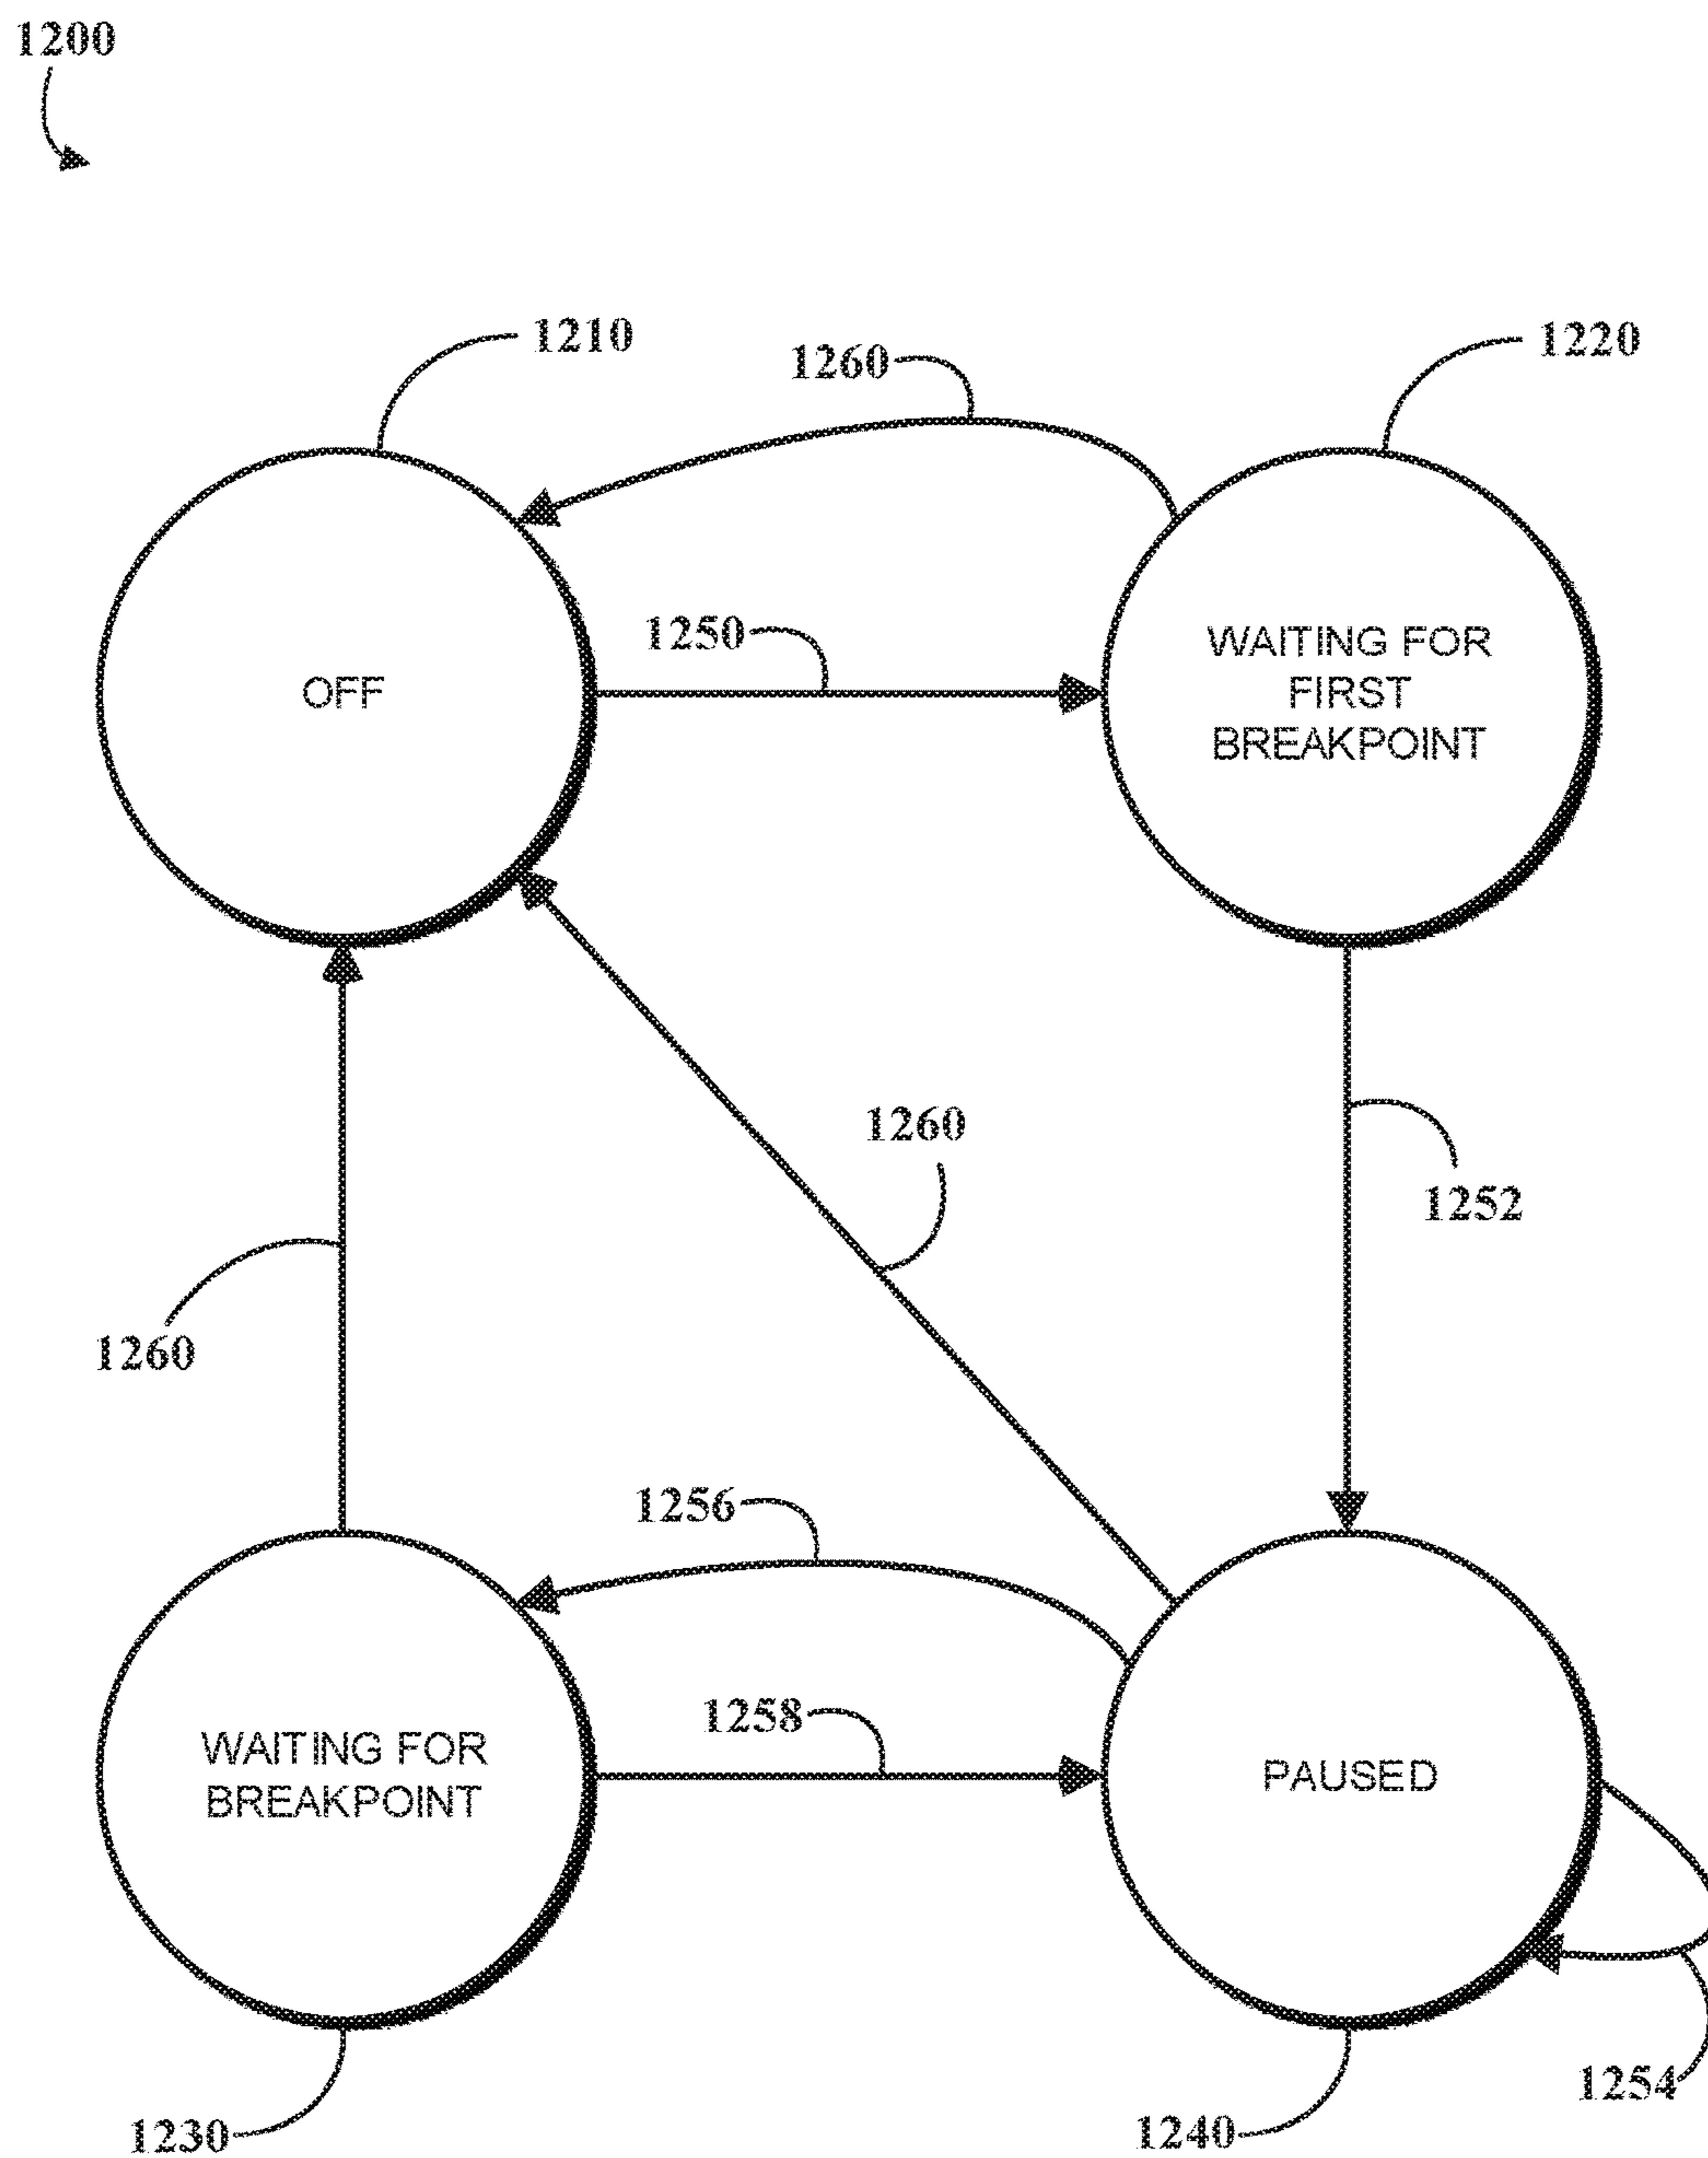 1200
1210
1260
1220
1250
OFF
WAITING FOR
FIRST
BREAKPOINT
1260
1252
1260
1256
1258
WAITING FOR
BREAKPOINT
PAUSED
1254
1230
1240